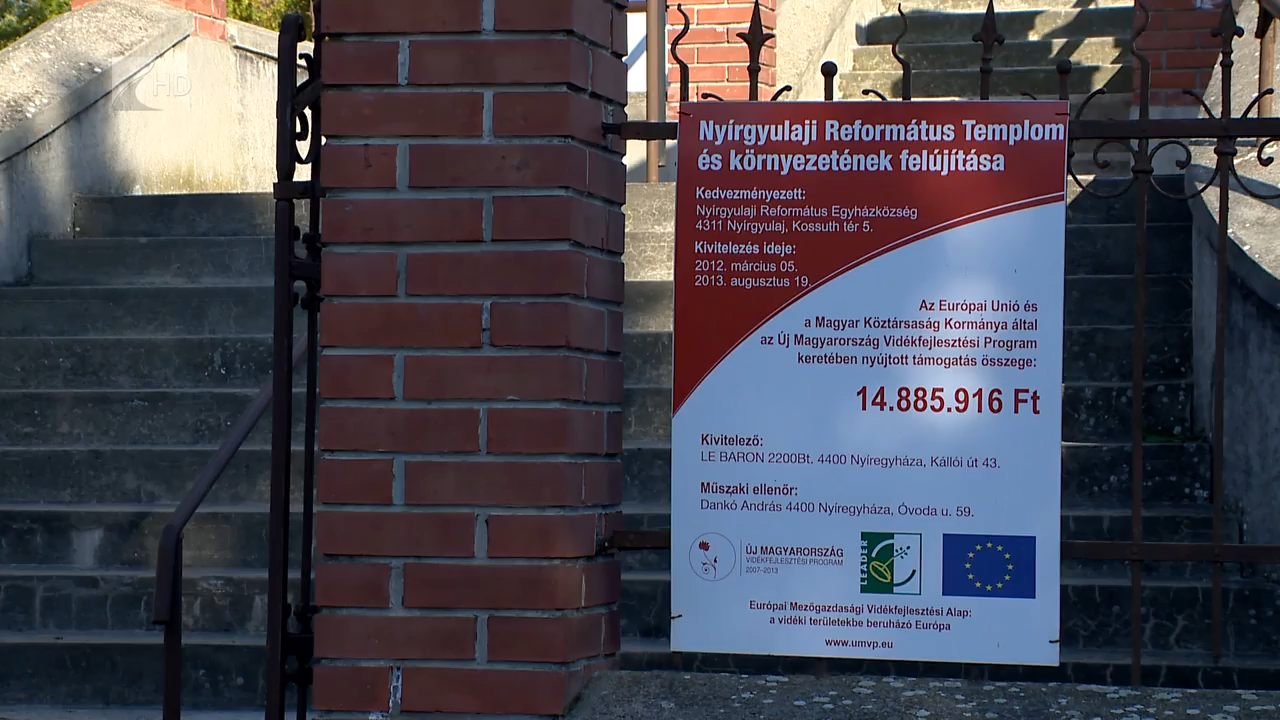 HD
Nyírgyulaji Református Templom
és környezetének felújítása
Kedvezményezett:
Nyírgyulaji Református Egyházközség
4311 Nyírgyulaj, Kossuth tér 5.
Kivitelezés ideje:
2012. március 05.
2013. augusztus 19.
Az Európai Unió és
a Magyar Köztársaság Kormánya által
az Új Magyarország Vidékfejlesztési Program
keretében nyújtott támogatás összege:
14.885.916 Ft
Kivitelező:
LE BARON 2200Bt. 4400 Nyíregyháza, Kállói út 43.
Műszaki ellenőr:
Dankó András 4400 Nyíregyháza, Óvoda u. 59.
ÚJ MAGYARORSZÁG
VIDÉKFEJLESZTÉSI PROGRAM
2007–2013
LEADER
Európai Mezőgazdasági Vidékfejlesztési Alap:
a vidéki területekbe beruházó Európa
www.umvp.eu